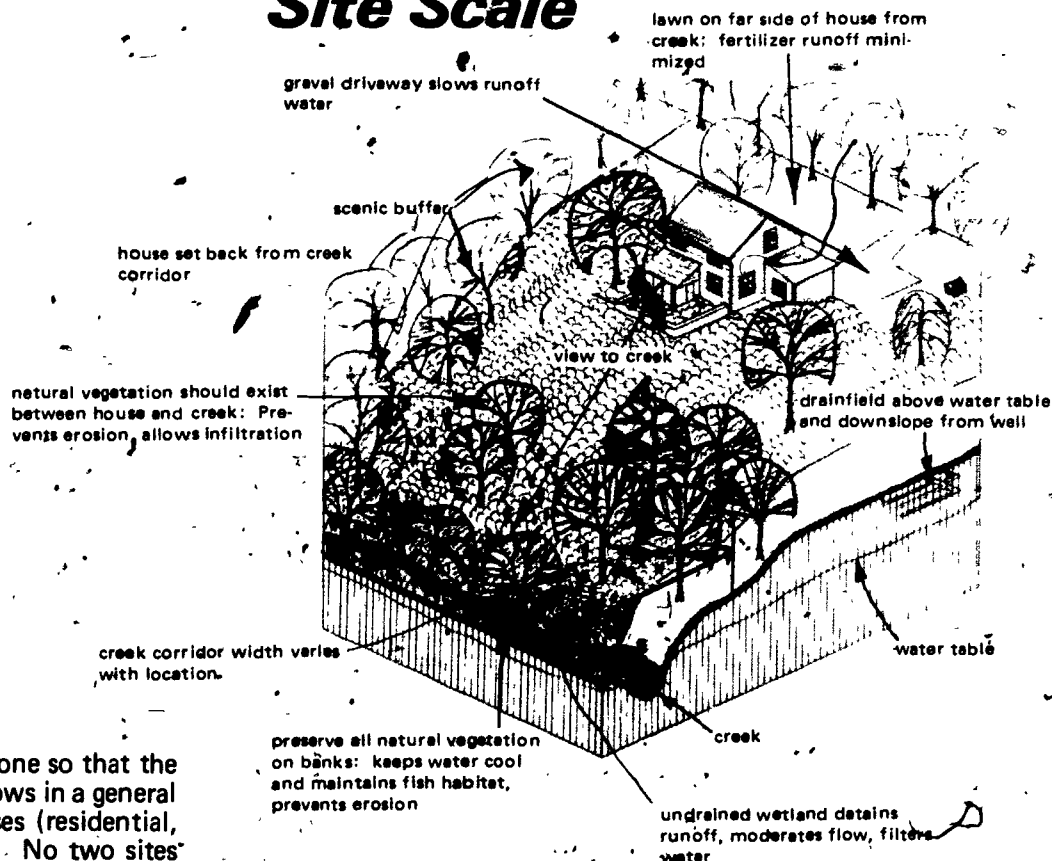 Site Scale
lawn on far side of house from
creek: fertilizer runoff mini-
mized
gravel driveway slows runoff
water
scenic buffer
house set back from creek
corridor
view to creek
natural vegetation should exist
between house and creek: Pre-
vents erosion, allows infiltration
drainfield above water table
and downslope from well
creek corridor width varies
with location.
water table
preserve all natural vegetation
on banks: keeps water cool
and maintains fish habitat,
prevents erosion
creek
undrained wetland detains
runoff, moderates flow, filters
water
one so that the
ows in a general
ses (residential,
No two sites